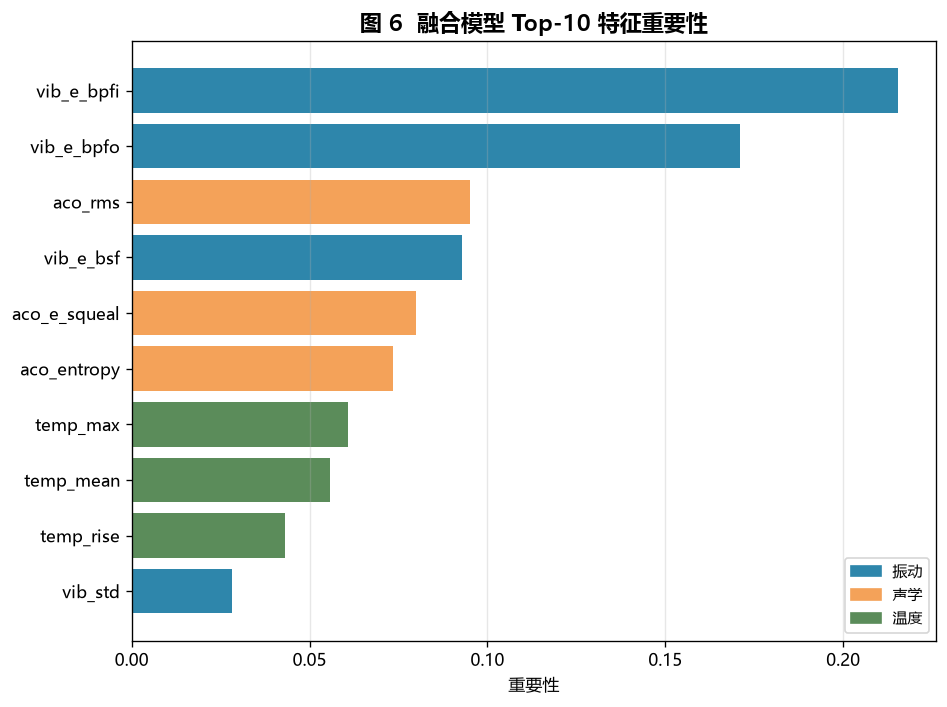 图 6  融合模型 Top-10 特征重要性
vib_e_bpfi
vib_e_bpfo
aco_rms
vib_e_bsf
aco_e_squeal
aco_entropy
temp_max
temp_mean
temp_rise
vib_std
振动
声学
温度
0.00 0.05 0.10 0.15 0.20
重要性